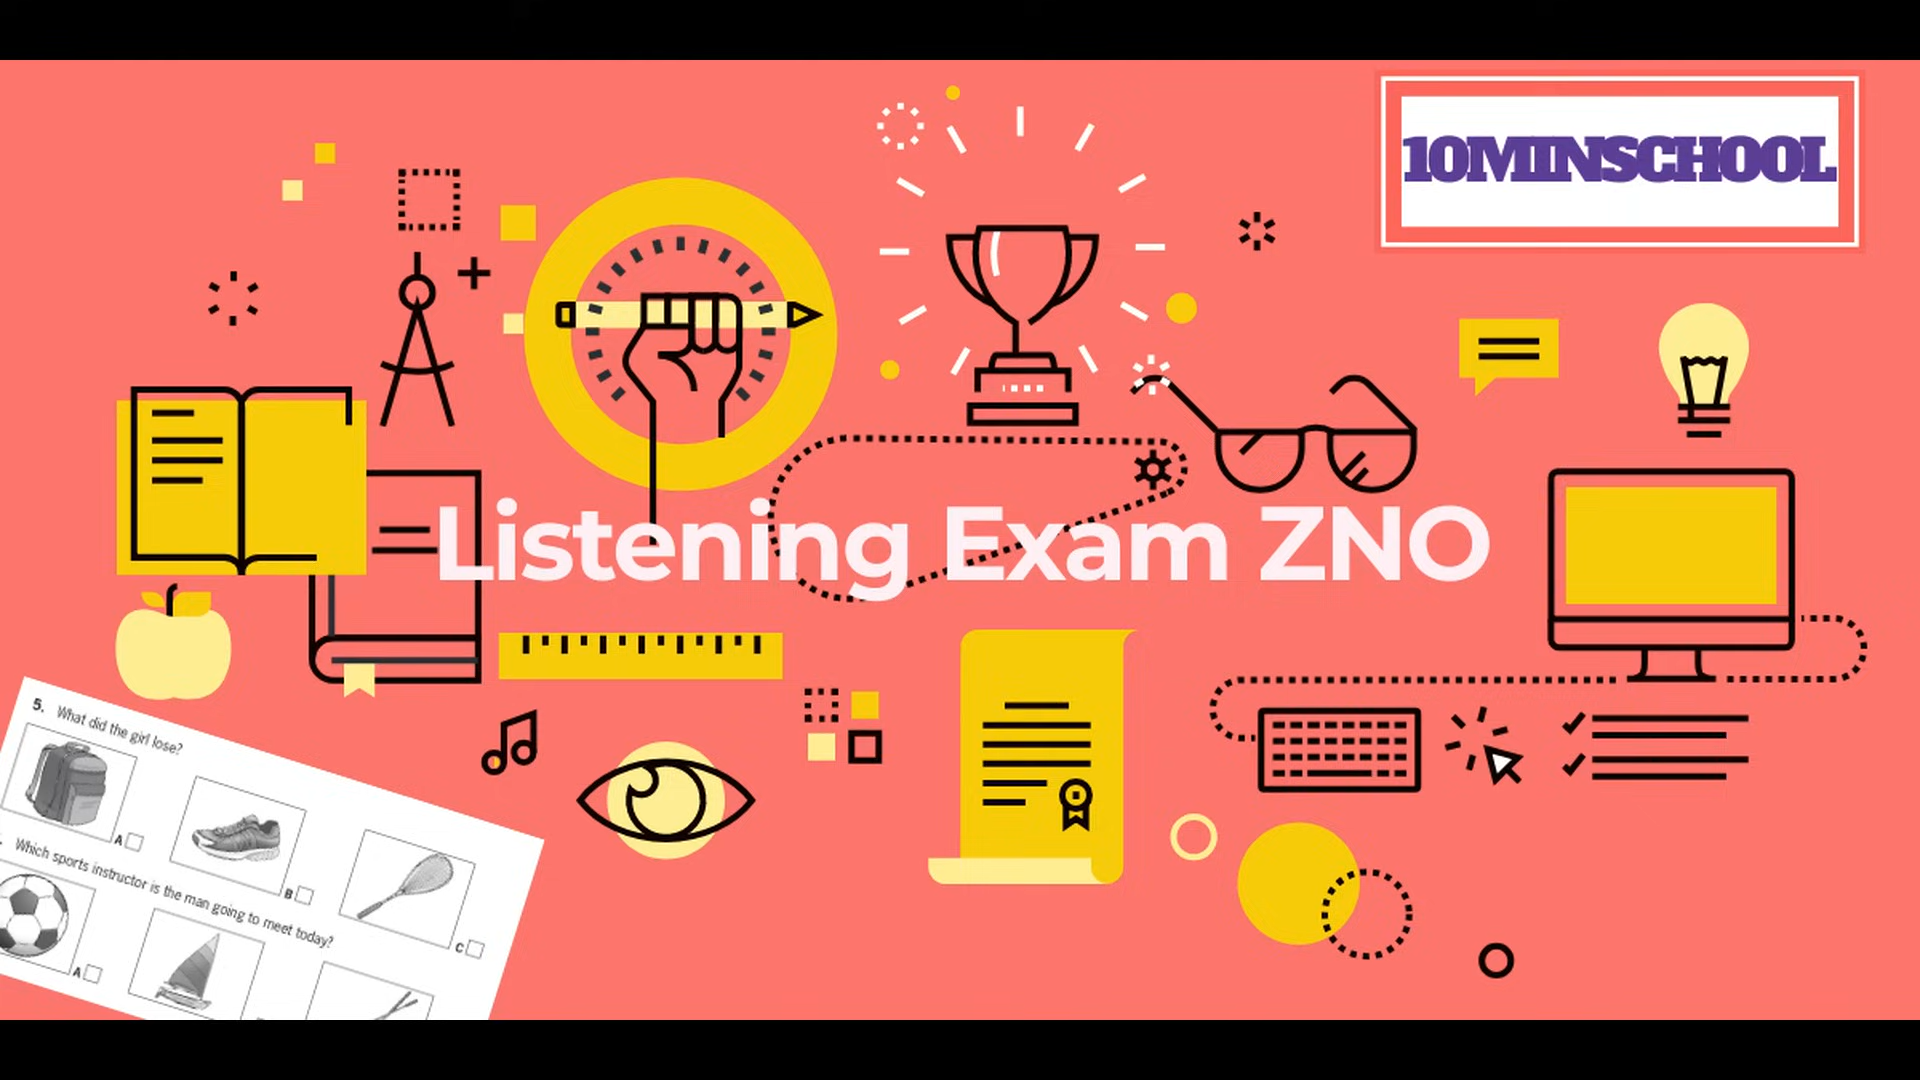 10MINSCHOOL
Listening Exam ZNO
5. What did the girl lose?
A
B
C
Which sports instructor is the man going to meet today?
A